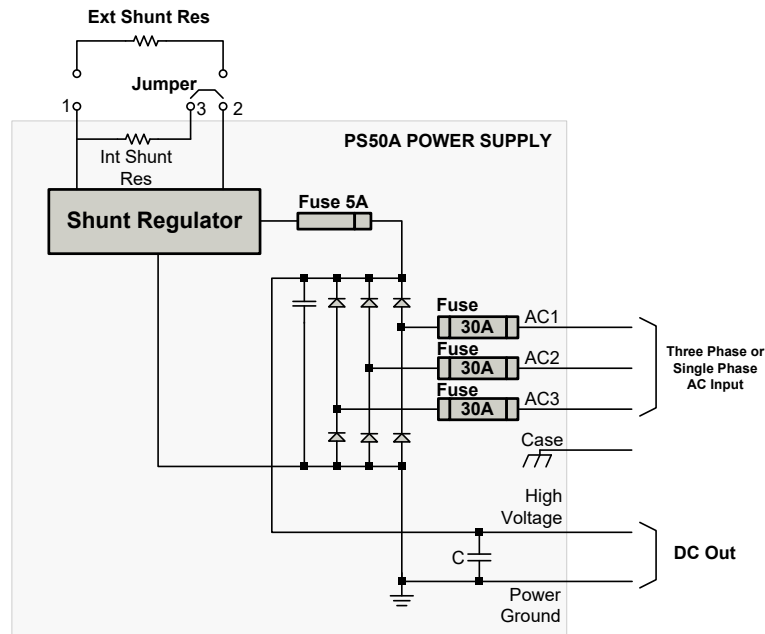 Ext Shunt Res
Jumper
1
3
2
PS50A POWER SUPPLY
Int Shunt
Res
Shunt Regulator
Fuse 5A
Fuse
30A
AC1
Fuse
30A
AC2
Fuse
30A
AC3
Three Phase or
Single Phase
AC Input
Case
High
Voltage
C
DC Out
Power
Ground